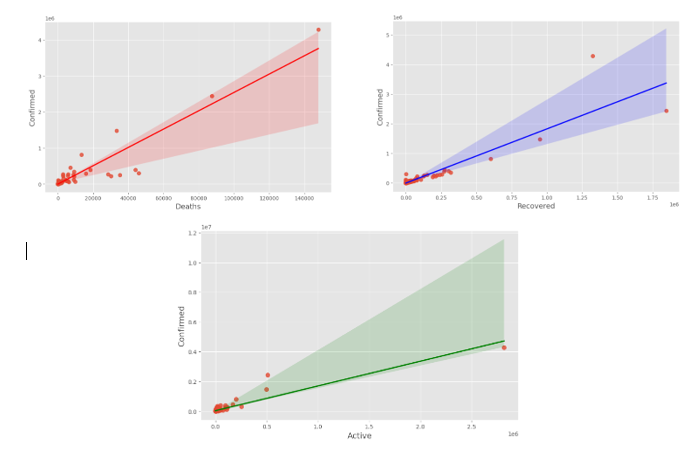 1e6
4
3
2
1
0
Confirmed
0 20000 40000 60000 80000 100000 120000 140000
Deaths
1e6
5
4
3
2
1
0
Confirmed
0.00 0.25 0.50 0.75 1.00 1.25 1.50 1.75
1e6
Recovered
1e7
1.2
1.0
0.8
0.6
0.4
0.2
0.0
Confirmed
0.0 0.5 1.0 1.5 2.0 2.5
1e6
Active